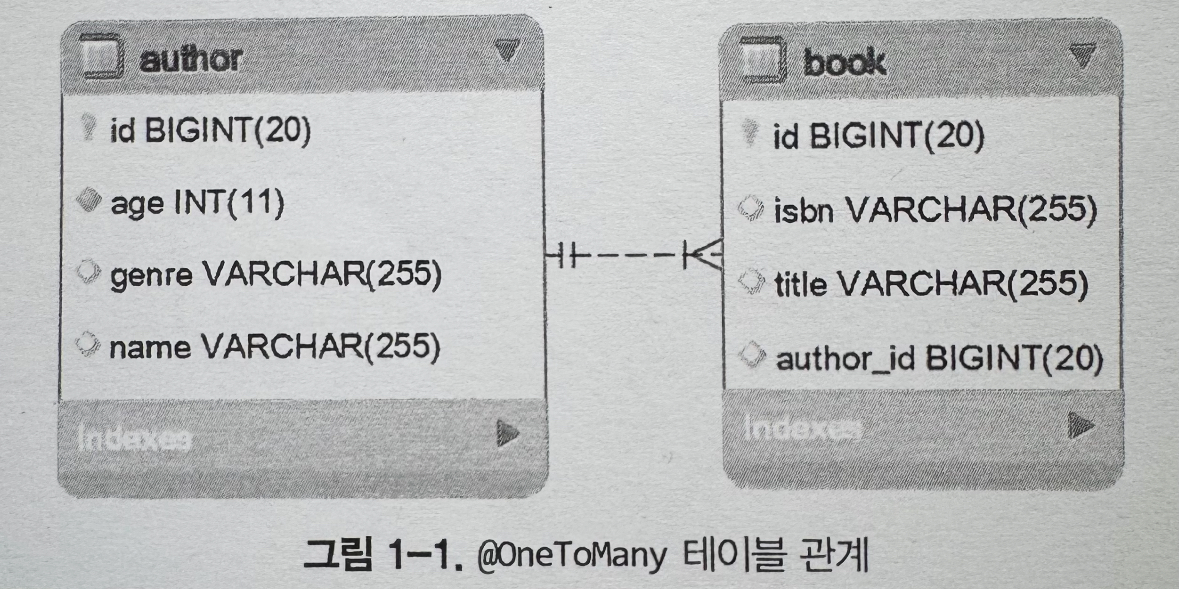 author
id BIGINT(20)
age INT(11)
genre VARCHAR(255)
name VARCHAR(255)
Indexes
book
id BIGINT(20)
isbn VARCHAR(255)
title VARCHAR(255)
author_id BIGINT(20)
Indexes
그림 1-1. @OneToMany 테이블 관계